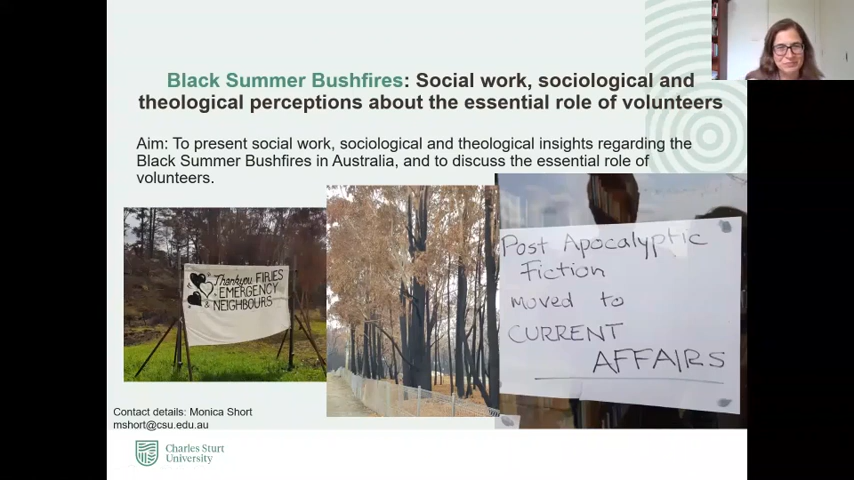 Black Summer Bushfires: Social work, sociological and
theological perceptions about the essential role of volunteers
Aim: To present social work, sociological and theological insights regarding the
Black Summer Bushfires in Australia, and to discuss the essential role of
volunteers.
Thankyou FIRIES
EMERGENCY
& NEIGHBOURS
Post Apocalyptic
Fiction
moved to
CURRENT
AFFAIRS
Contact details: Monica Short
mshort@csu.edu.au
Charles Sturt
University